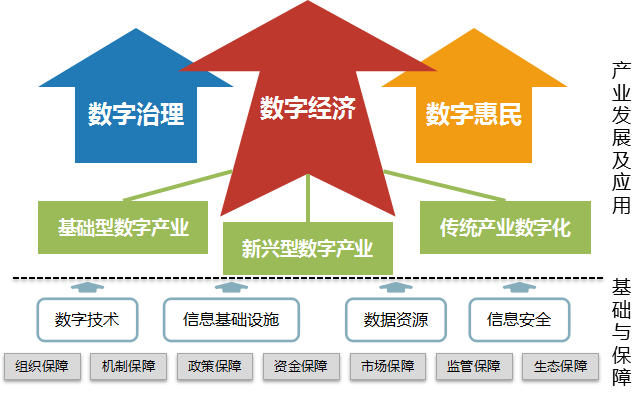 数字治理
数字经济
数字惠民
产业发展及应用
基础型数字产业
新兴型数字产业
传统产业数字化
基础与保障
数字技术
信息基础设施
数据资源
信息安全
组织保障
机制保障
政策保障
资金保障
市场保障
监管保障
生态保障